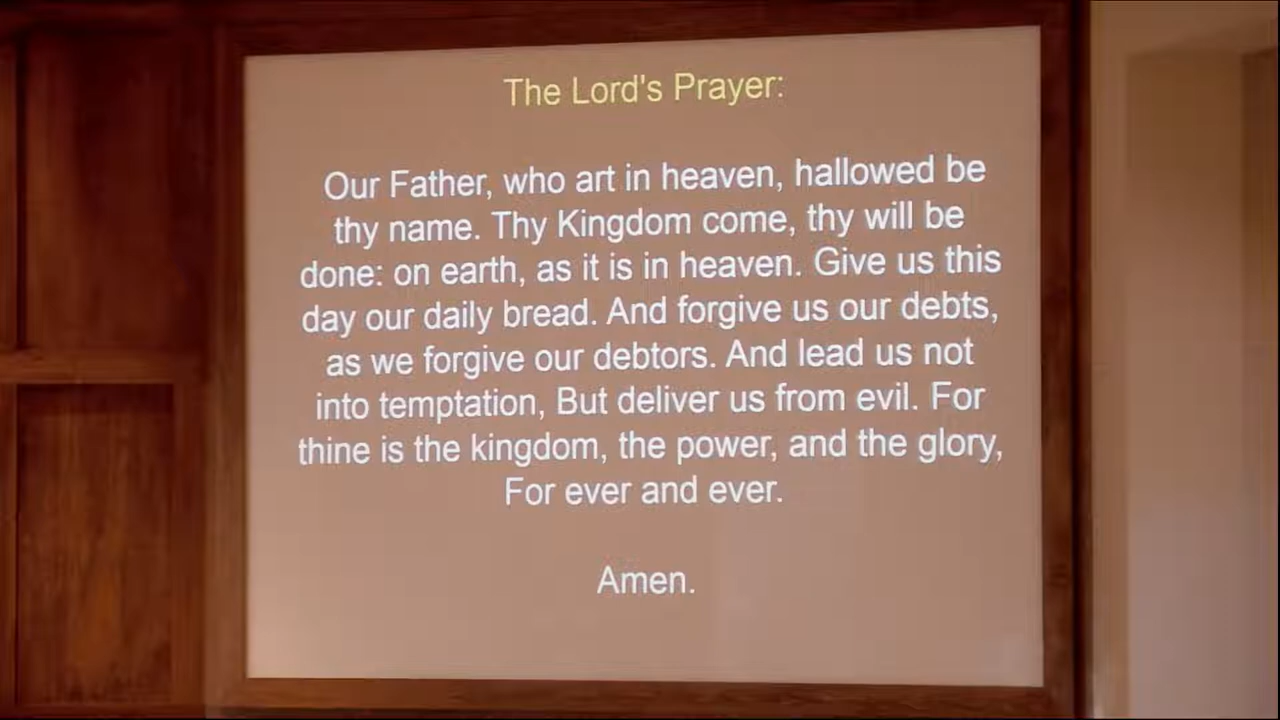 The Lord's Prayer:
Our Father, who art in heaven, hallowed be
thy name. Thy Kingdom come, thy will be
done: on earth, as it is in heaven. Give us this
day our daily bread. And forgive us our debts,
as we forgive our debtors. And lead us not
into temptation, But deliver us from evil. For
thine is the kingdom, the power, and the glory,
For ever and ever.
Amen.